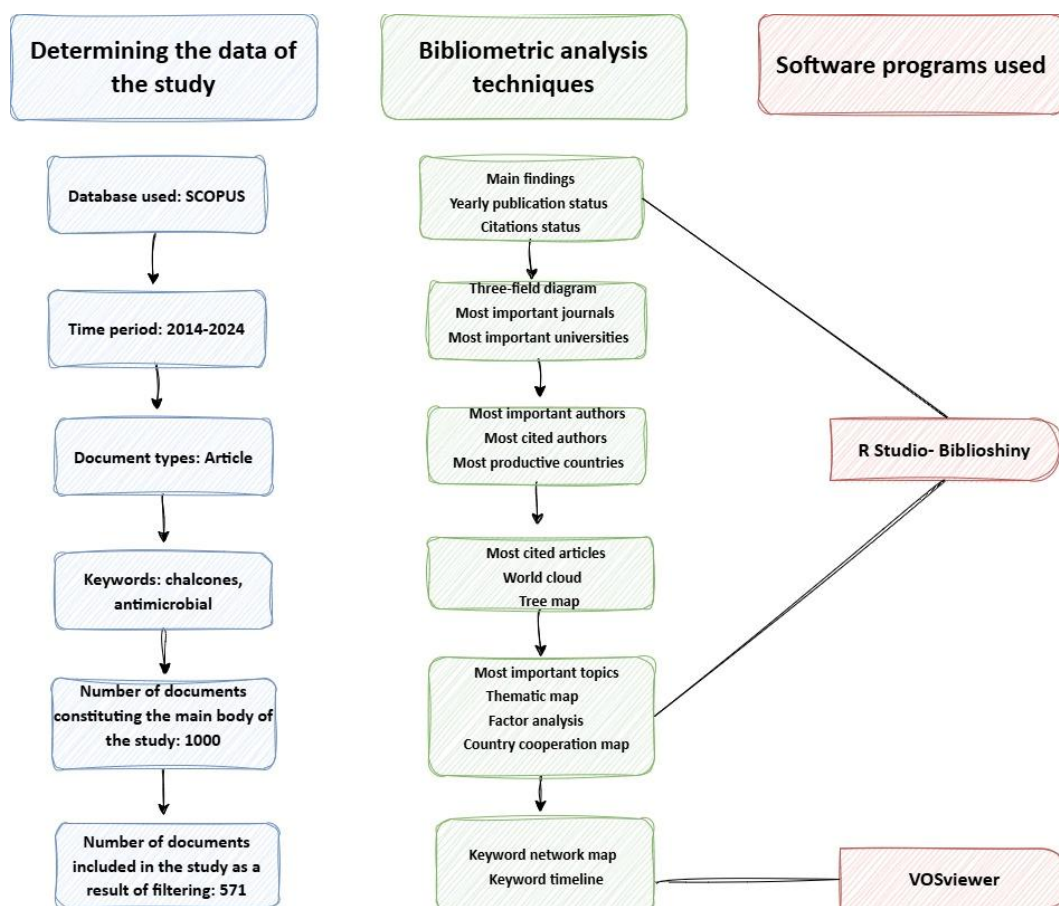 Determining the data of
the study
Bibliometric analysis
techniques
Software programs used
Database used: SCOPUS
Time period: 2014-2024
Document types: Article
Keywords: chalcones,
antimicrobial
Number of documents
constituting the main body of
the study: 1000
Number of documents
included in the study as a
result of filtering: 571
Main findings
Yearly publication status
Citations status
Three-field diagram
Most important journals
Most important universities
Most important authors
Most cited authors
Most productive countries
Most cited articles
World cloud
Tree map
Most important topics
Thematic map
Factor analysis
Country cooperation map
Keyword network map
Keyword timeline
R Studio- Biblioshiny
VOSviewer